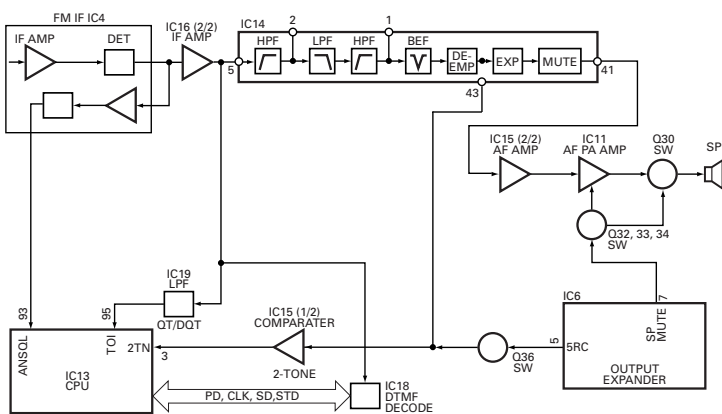 FM IF IC4
IF AMP
DET
IC16 (2/2)
IF AMP
IC14
2
1
HPF
LPF
HPF
BEF
DE-
EMP
EXP
MUTE
5
41
43
IC15 (2/2)
AF AMP
IC11
AF PA AMP
Q30
SW
SP
Q32, 33, 34
SW
IC19
LPF
QT/DQT
93
95
ANSQL
TOI
2TN
3
IC13
CPU
IC15 (1/2)
COMPARATER
2-TONE
PD, CLK, SD,STD
IC18
DTMF
DECODE
Q36
SW
IC6
7
SP
MUTE
5
5RC
OUTPUT
EXPANDER